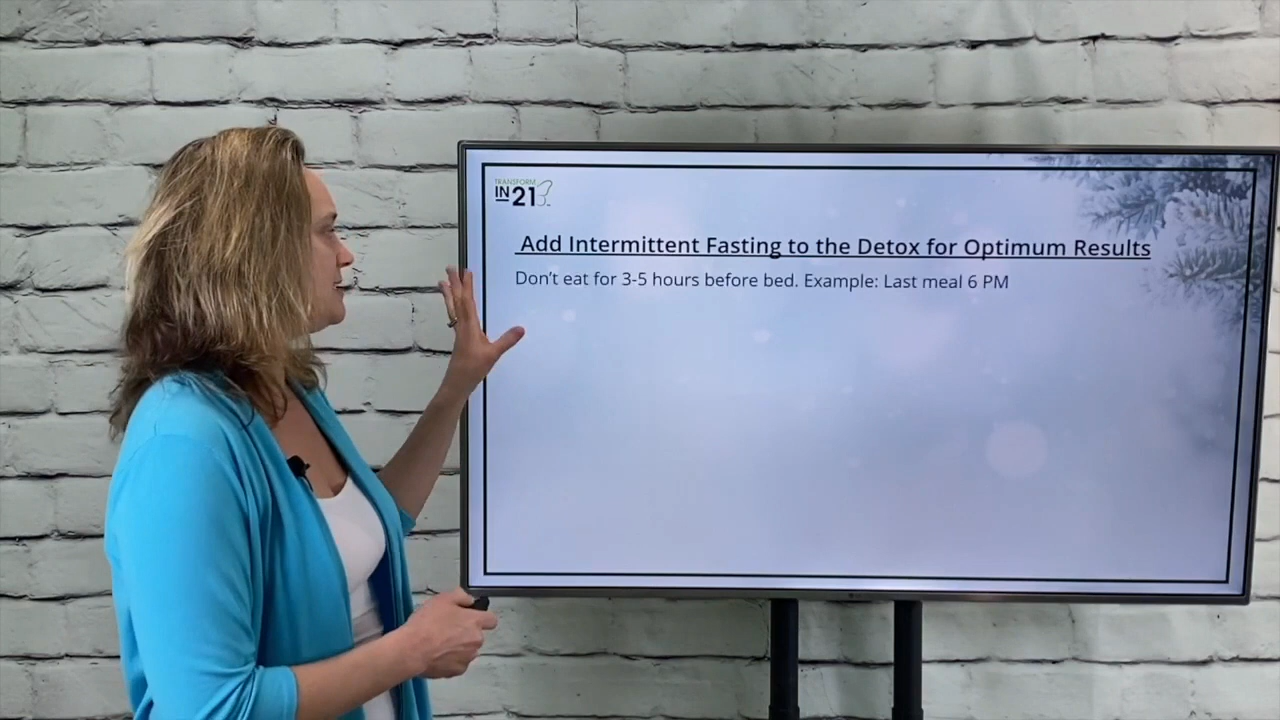 TRANSFORM
IN 21
Add Intermittent Fasting to the Detox for Optimum Results
Don't eat for 3-5 hours before bed. Example: Last meal 6 PM